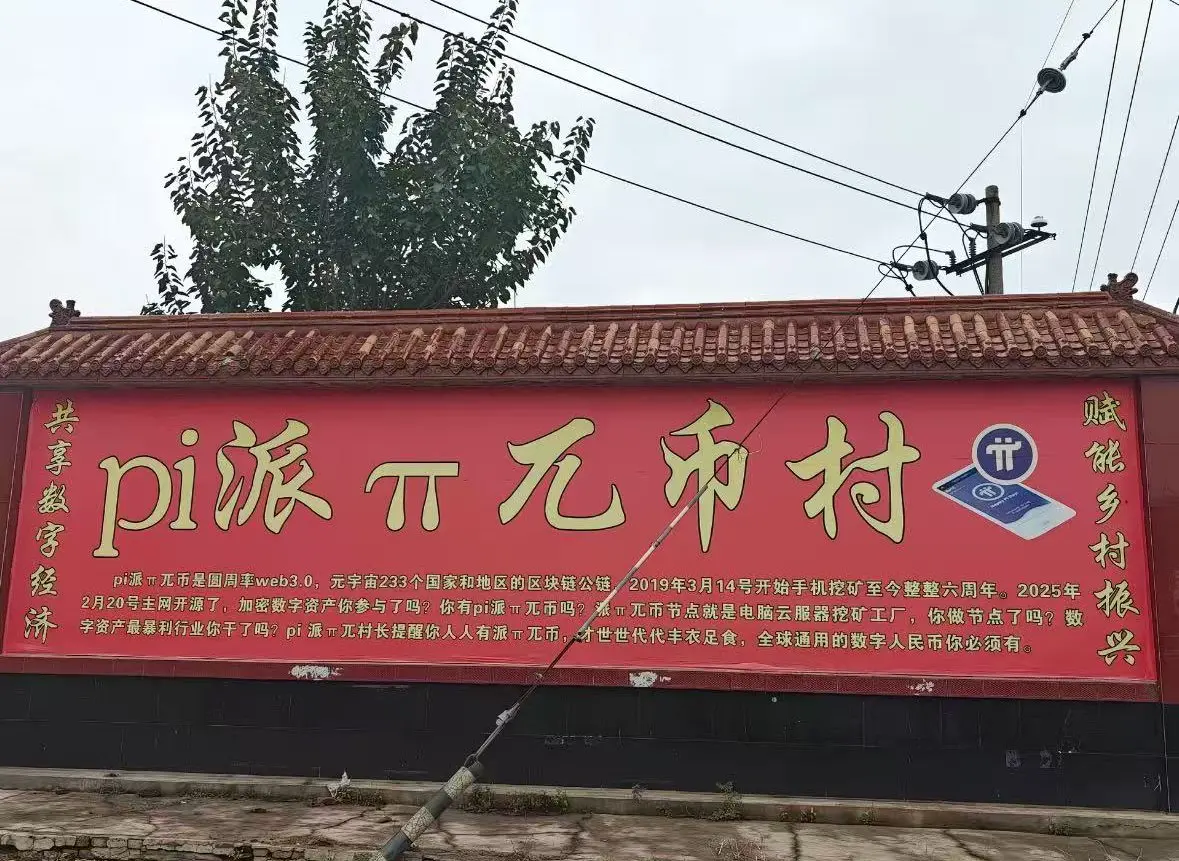 共享数字经济
pi派π兀币村
赋能乡村振兴
pi派π兀币是圆周率web3.0，元宇宙233个国家和地区的区块链公链，2019年3月14号开始手机挖矿至今整整六周年。2025年
2月20号主网开源了，加密数字资产你参与了吗？你有pi派π兀币吗？派π兀币节点就是电脑云服器挖矿工厂，你做节点了吗？数
字资产最暴利行业你干了吗？pi 派π兀村长提醒你人人有派π兀币，才世世代代丰衣足食，全球通用的数字人民币你必须有。